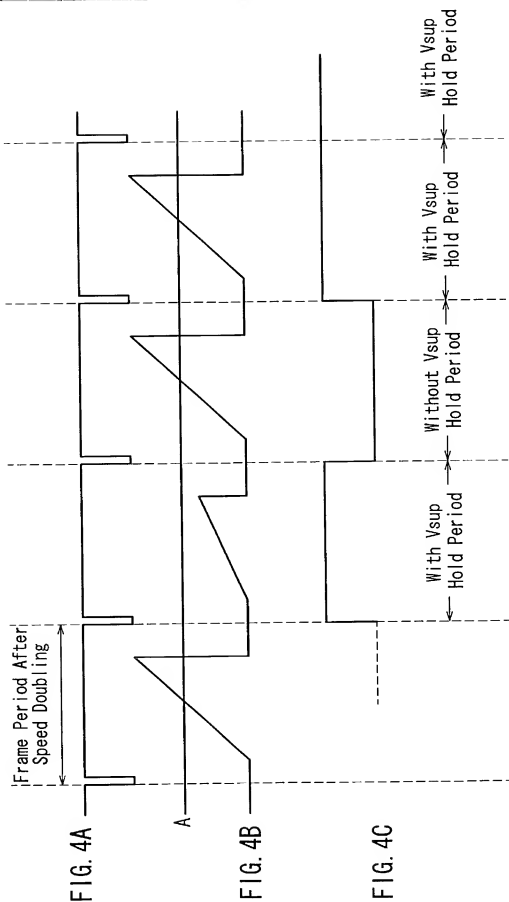 FIG. 4A
Frame Period After
Speed Doubling
A
FIG. 4B
FIG. 4C
With Vsup
Hold Period
Without Vsup
Hold Period
With Vsup
Hold Period
With Vsup
Hold Period